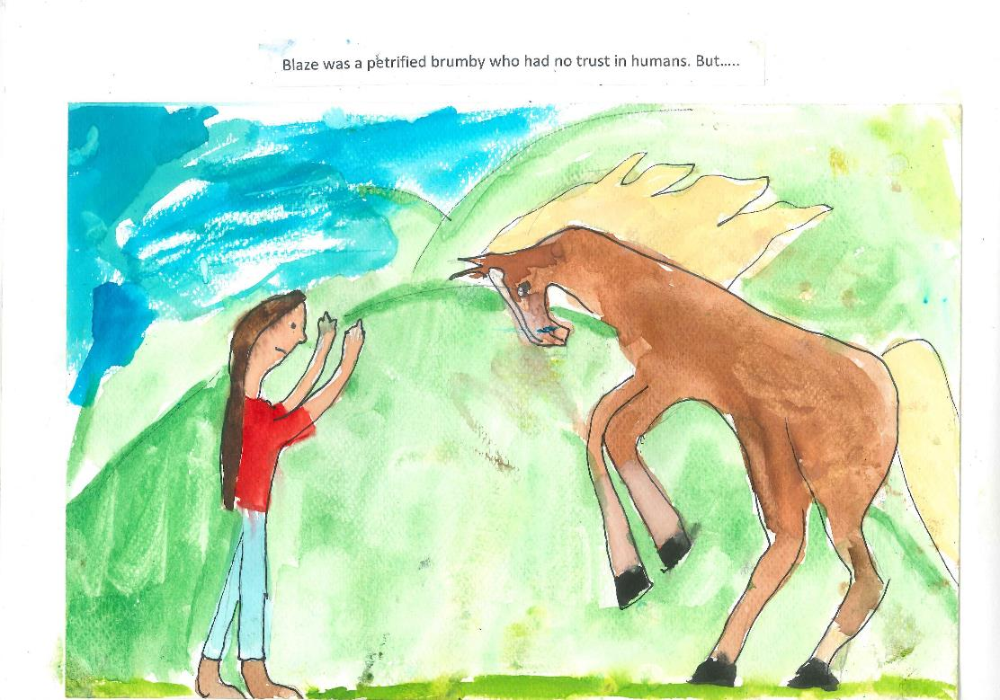 Blaze was a petrified brumby who had no trust in humans. But.....